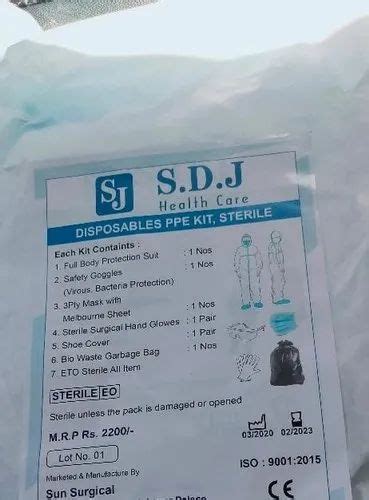 SJ S.D.J
Health Care
DISPOSABLES PPE KIT, STERILE
Each Kit Containts :
1. Full Body Protection Suit : 1 Nos
2. Safety Goggles : 1 Nos
(Virous, Bacteria Protection)
3. 3Ply Mask with : 1 Nos
Melbourne Sheet
4. Sterile Surgical Hand Glowes : 1 Pair
5. Shoe Cover : 1 Pair
6. Bio Waste Garbage Bag : 1 Nos
7. ETO Sterile All Item
STERILE EO
Sterile unless the pack is damaged or opened
M.R.P Rs. 2200/-
03/2020 02/2023
Lot No. 01
ISO : 9001:2015
Marketed & Manufacture by
Sun Surgical
CE